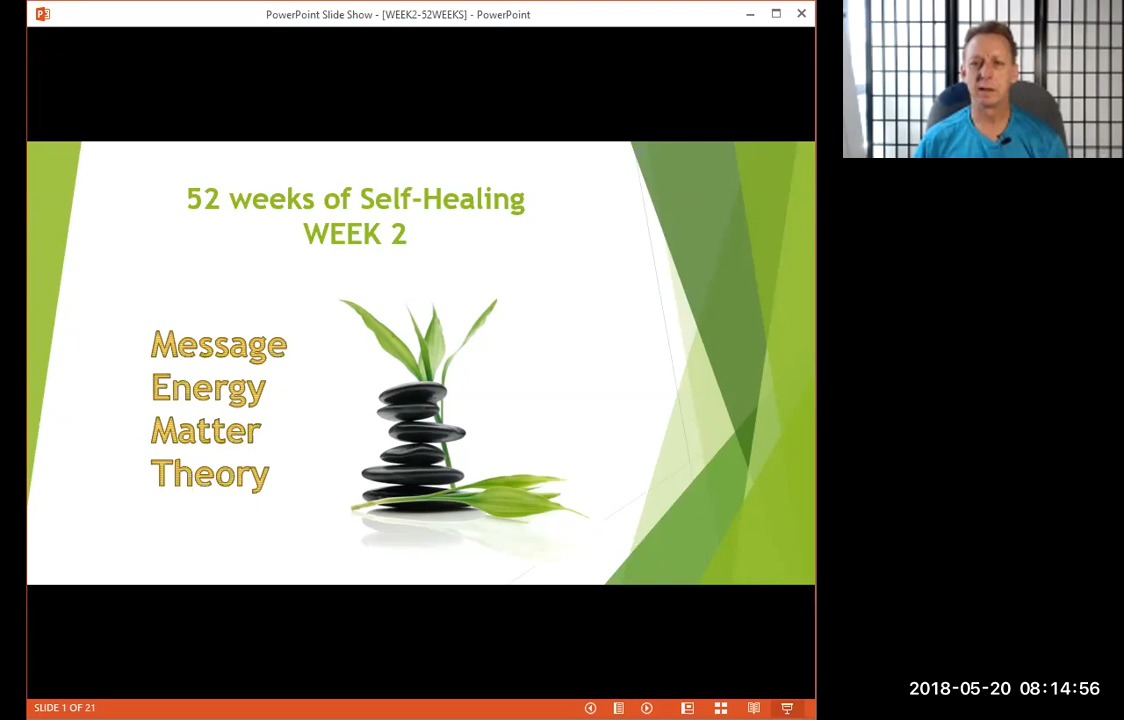 PowerPoint Slide Show - [WEEK2-52WEEKS] - PowerPoint
52 weeks of Self-Healing
WEEK 2
Message
Energy
Matter
Theory
SLIDE 1 OF 21
2018-05-20 08:14:56